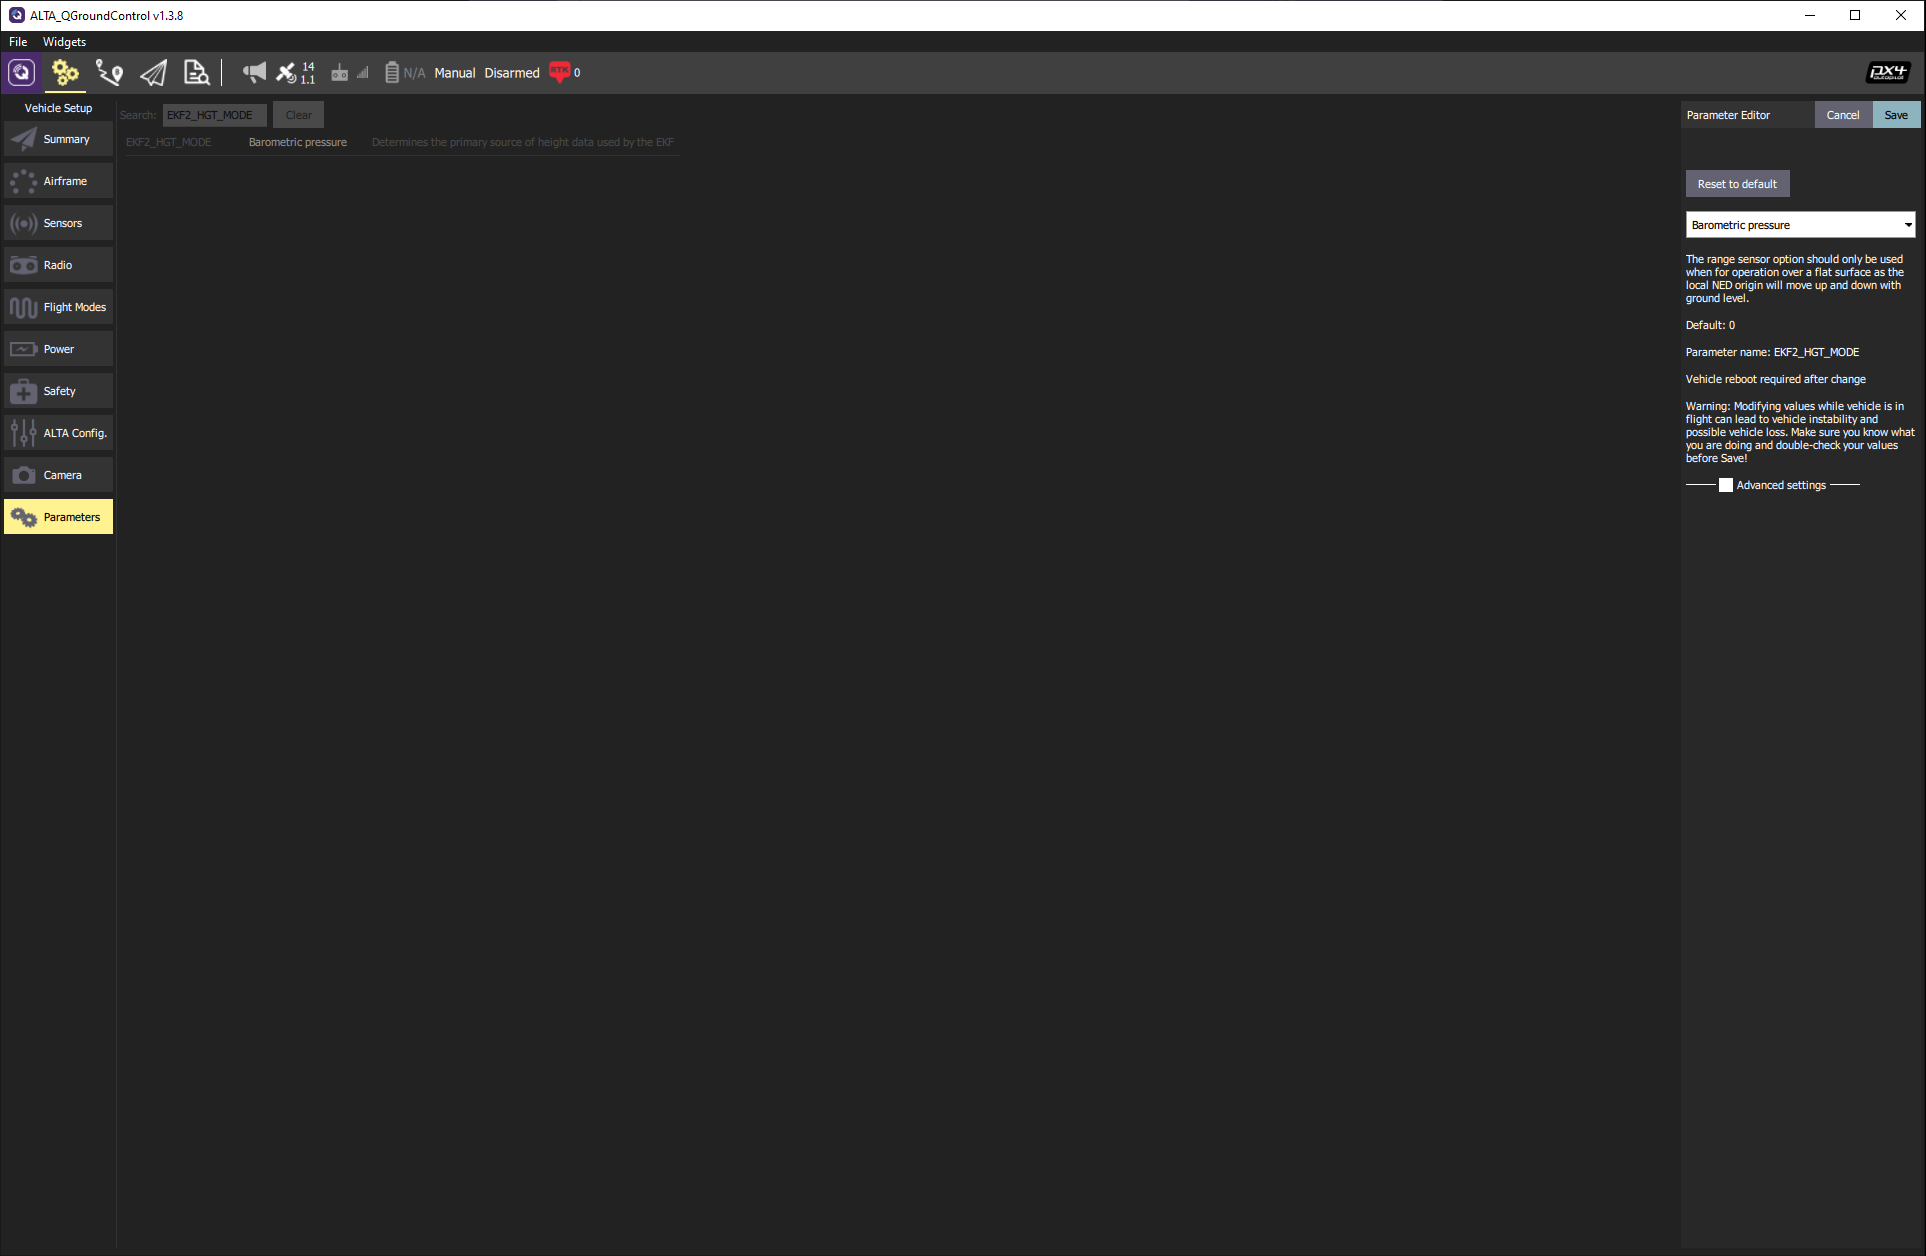 ALTA_QGroundControl v1.3.8
File Widgets
14
1.1
N/A Manual Disarmed RTK 0
px4
autopilot
Vehicle Setup
Summary
Airframe
Sensors
Radio
Flight Modes
Power
Safety
ALTA Config.
Camera
Parameters
Search: EKF2_HGT_MODE Clear
EKF2_HGT_MODE Barometric pressure Determines the primary source of height data used by the EKF
Parameter Editor Cancel Save
Reset to default
Barometric pressure
The range sensor option should only be used
when for operation over a flat surface as the
local NED origin will move up and down with
ground level.
Default: 0
Parameter name: EKF2_HGT_MODE
Vehicle reboot required after change
Warning: Modifying values while vehicle is in
flight can lead to vehicle instability and
possible vehicle loss. Make sure you know what
you are doing and double-check your values
before Save!
Advanced settings